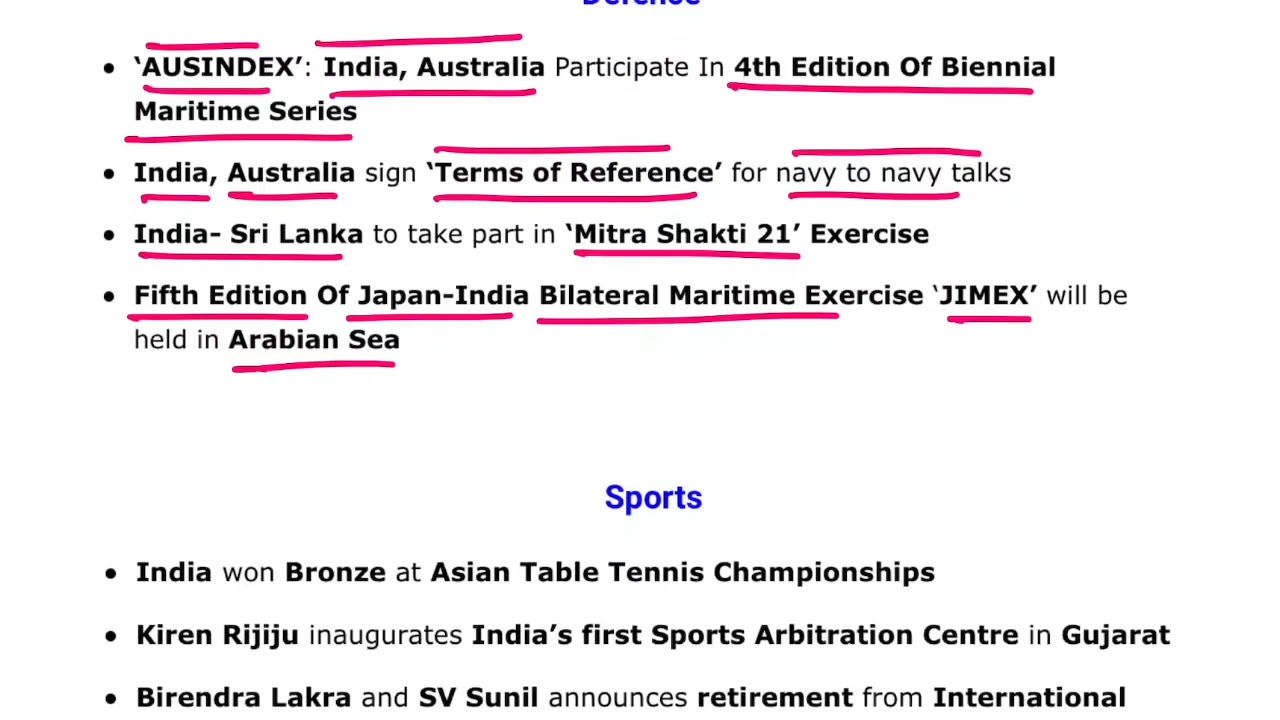 Defence
‘AUSINDEX’: India, Australia Participate In 4th Edition Of Biennial
Maritime Series
India, Australia sign ‘Terms of Reference’ for navy to navy talks
India- Sri Lanka to take part in ‘Mitra Shakti 21’ Exercise
Fifth Edition Of Japan-India Bilateral Maritime Exercise ‘JIMEX’ will be
held in Arabian Sea
Sports
India won Bronze at Asian Table Tennis Championships
Kiren Rijiju inaugurates India’s first Sports Arbitration Centre in Gujarat
Birendra Lakra and SV Sunil announces retirement from International